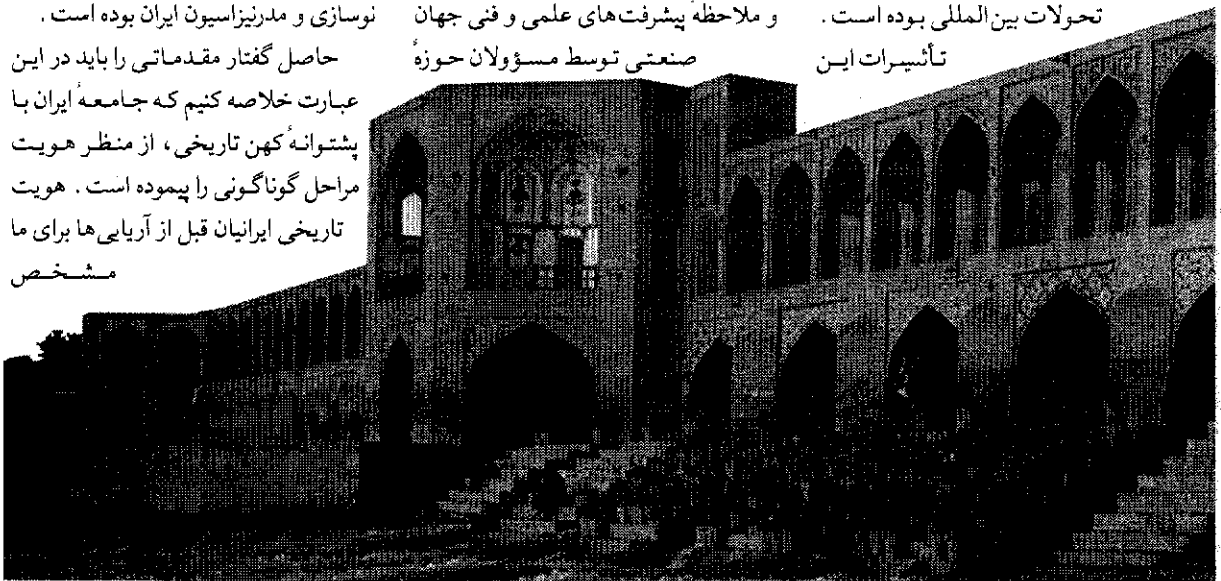 تحولات بین‌المللی بوده است .
تأثیرات این
و ملاحظهٔ پیشرفت‌های علمی و فنی جهان
صنعتی توسط مسؤولان حوزهٔ
نوسازی و مدرنیزاسیون ایران بوده است .
حاصل گفتار مقدماتی را باید در این
عبارت خلاصه کنیم که جامعهٔ ایران با
پشتوانهٔ کهن تاریخی، از منظر هویت
مراحل گوناگونی را پیموده است . هویت
تاریخی ایرانیان قبل از آریایی‌ها برای ما
مشخص